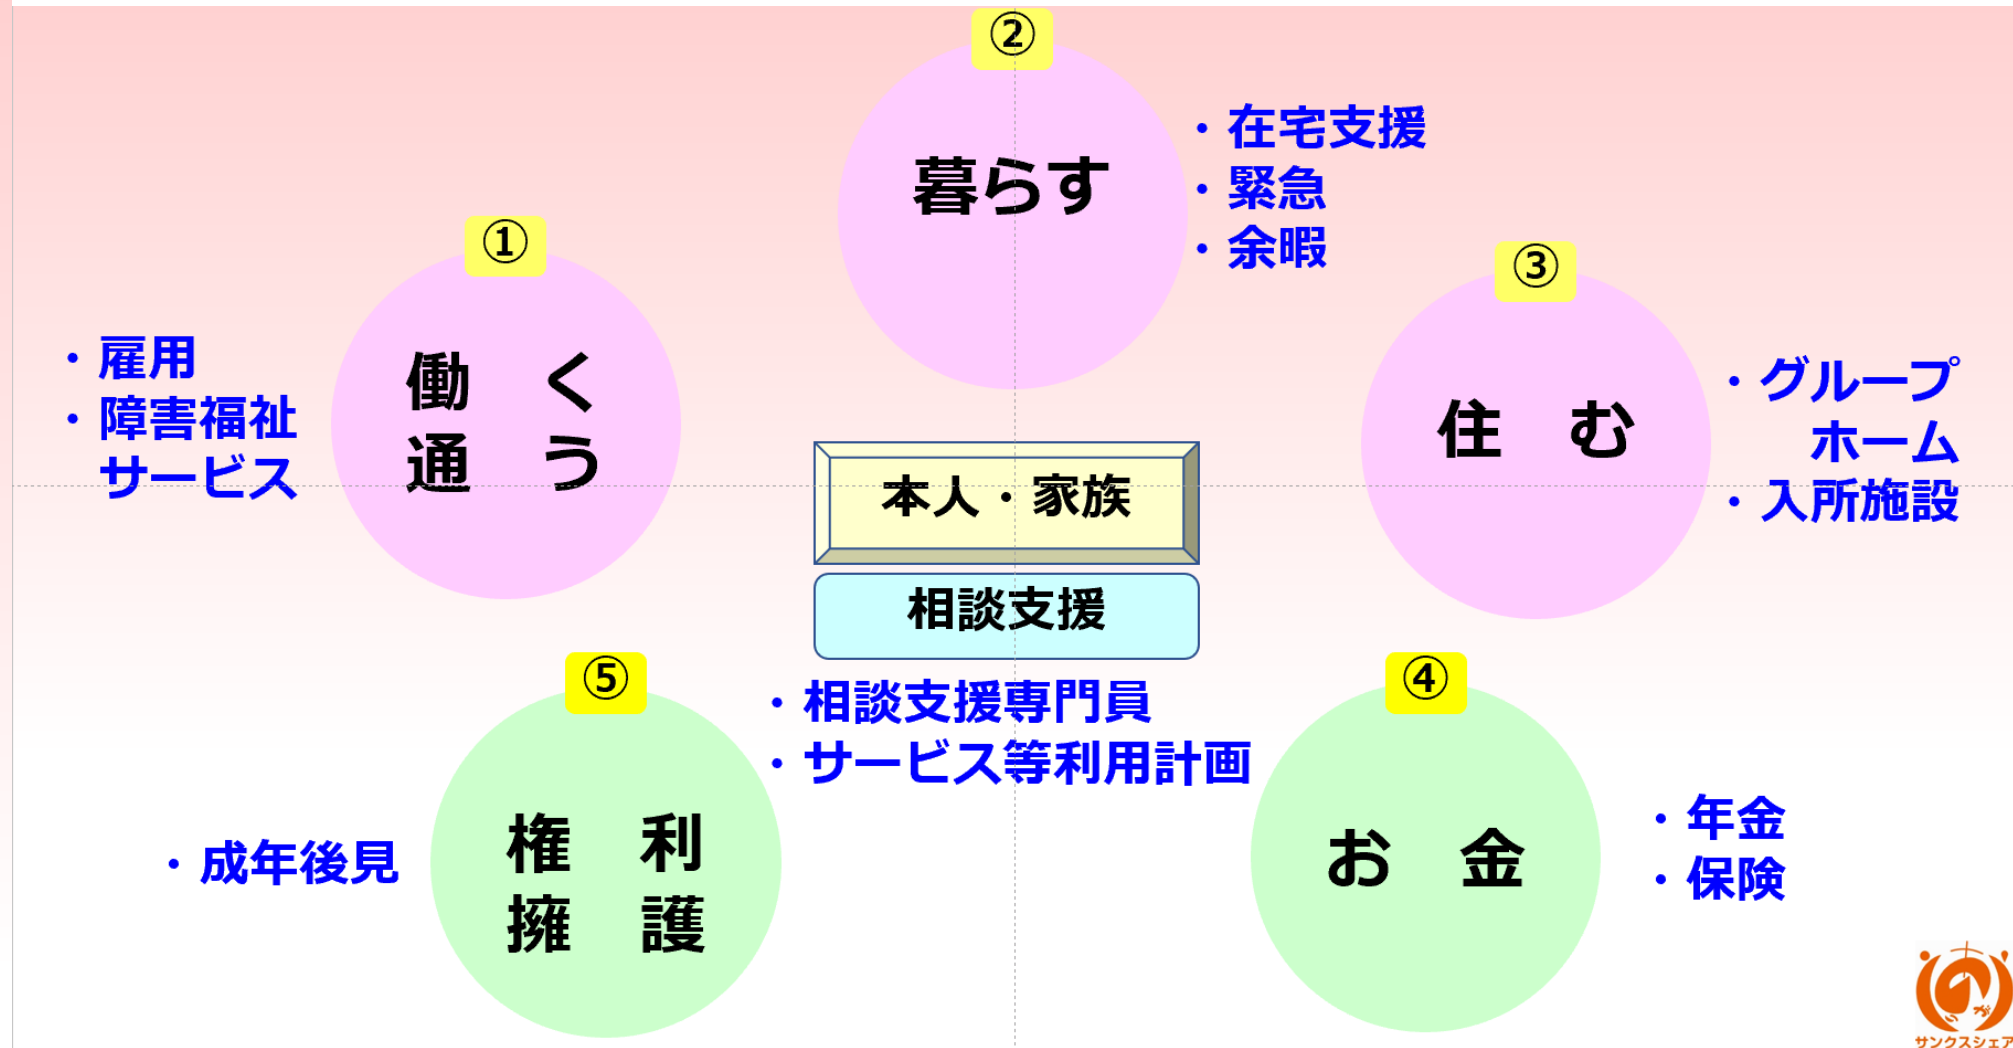 ①
働　く
通　う
・雇用
・障害福祉
サービス
②
暮らす
・在宅支援
・緊急
・余暇
③
住　む
・グループ
ホーム
・入所施設
本人・家族
相談支援
・相談支援専門員
・サービス等利用計画
④
お　金
・年金
・保険
⑤
権　利
擁　護
・成年後見
サンクスシェア